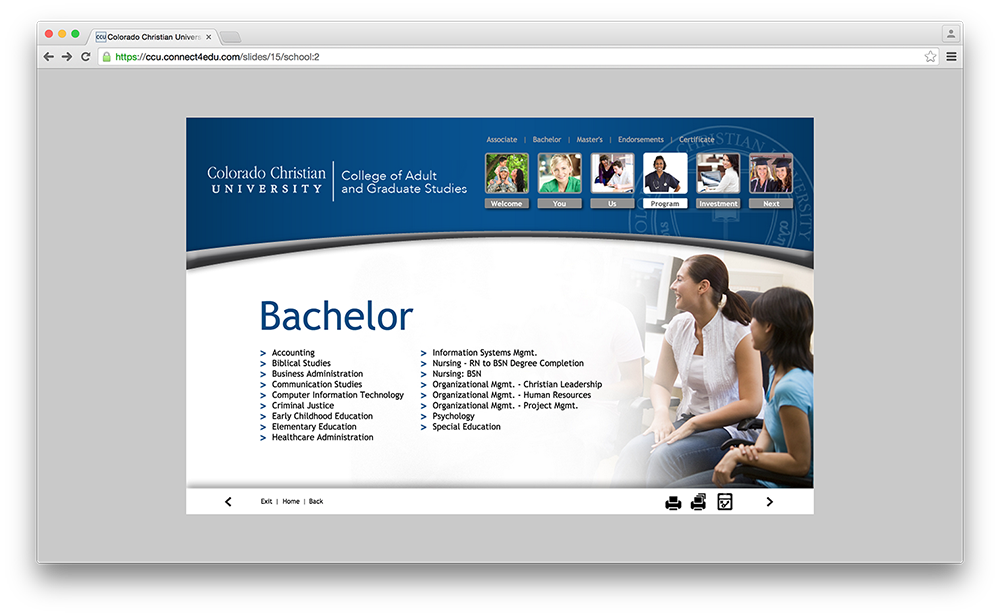 Colorado Christian Univers
https://ccu.connect4edu.com/slides/15/school:2
Associate | Bachelor | Master's | Endorsements | Certificate
Colorado Christian
UNIVERSITY
College of Adult
and Graduate Studies
Welcome You Us Program Investment Next
Bachelor
> Accounting
> Biblical Studies
> Business Administration
> Communication Studies
> Computer Information Technology
> Criminal Justice
> Early Childhood Education
> Elementary Education
> Healthcare Administration
> Information Systems Mgmt.
> Nursing - RN to BSN Degree Completion
> Nursing: BSN
> Organizational Mgmt. - Christian Leadership
> Organizational Mgmt. - Human Resources
> Organizational Mgmt. - Project Mgmt.
> Psychology
> Special Education
Exit | Home | Back